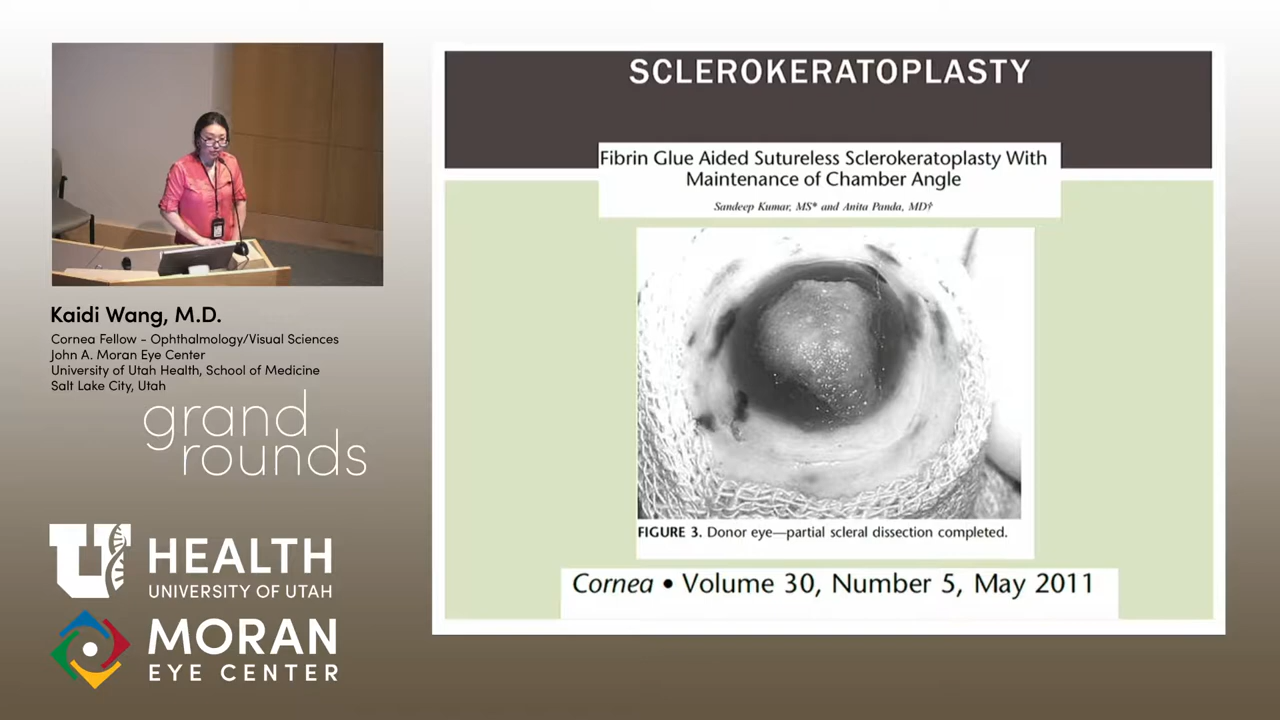 Kaidi Wang, M.D.
Cornea Fellow - Ophthalmology/Visual Sciences
John A. Moran Eye Center
University of Utah Health, School of Medicine
Salt Lake City, Utah
grand
rounds
U HEALTH
UNIVERSITY OF UTAH
MORAN
EYE CENTER
SCLEROKERATOPLASTY
Fibrin Glue Aided Sutureless Sclerokeratoplasty With
Maintenance of Chamber Angle
Sandeep Kumar, MS* and Anita Panda, MD†
FIGURE 3. Donor eye—partial scleral dissection completed.
Cornea • Volume 30, Number 5, May 2011